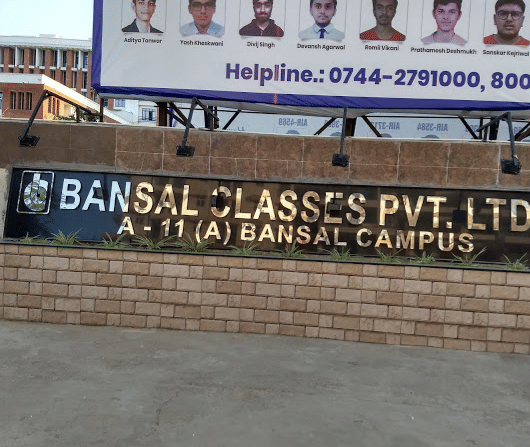 Aditya Tanwar Yash Kheskwani Divij Singh Devansh Agarwal Romil Vikani Prathamesh Deshmukh Sanskar Kejriwal
Helpline.: 0744-2791000, 800
BANSAL CLASSES PVT. LTD
A - 11 (A) BANSAL CAMPUS